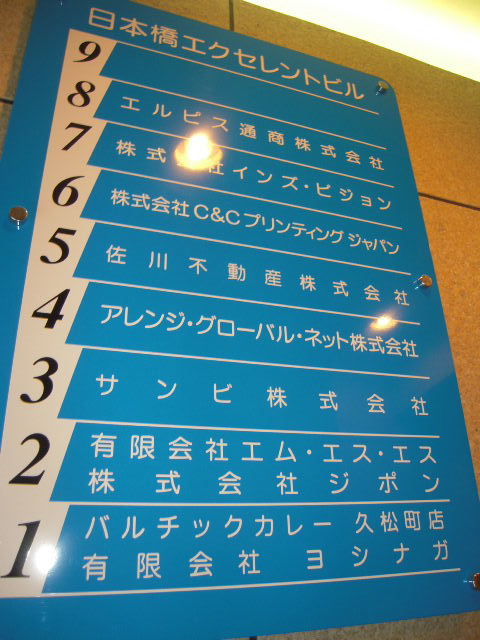 日本橋エクセレントビル
9
8 エルピス通商株式会社
7 株式 社インズ・ビジョン
6 株式会社C&Cプリンティングジャパン
5 佐川不動産株式会社
4 アレンジ・グローバル・ネット株式会社
3 サンビ株式会社
2 有限会社エム・エス・エス
株式会社ジポン
1 バルチックカレー 久松町店
有限会社 ヨシナガ